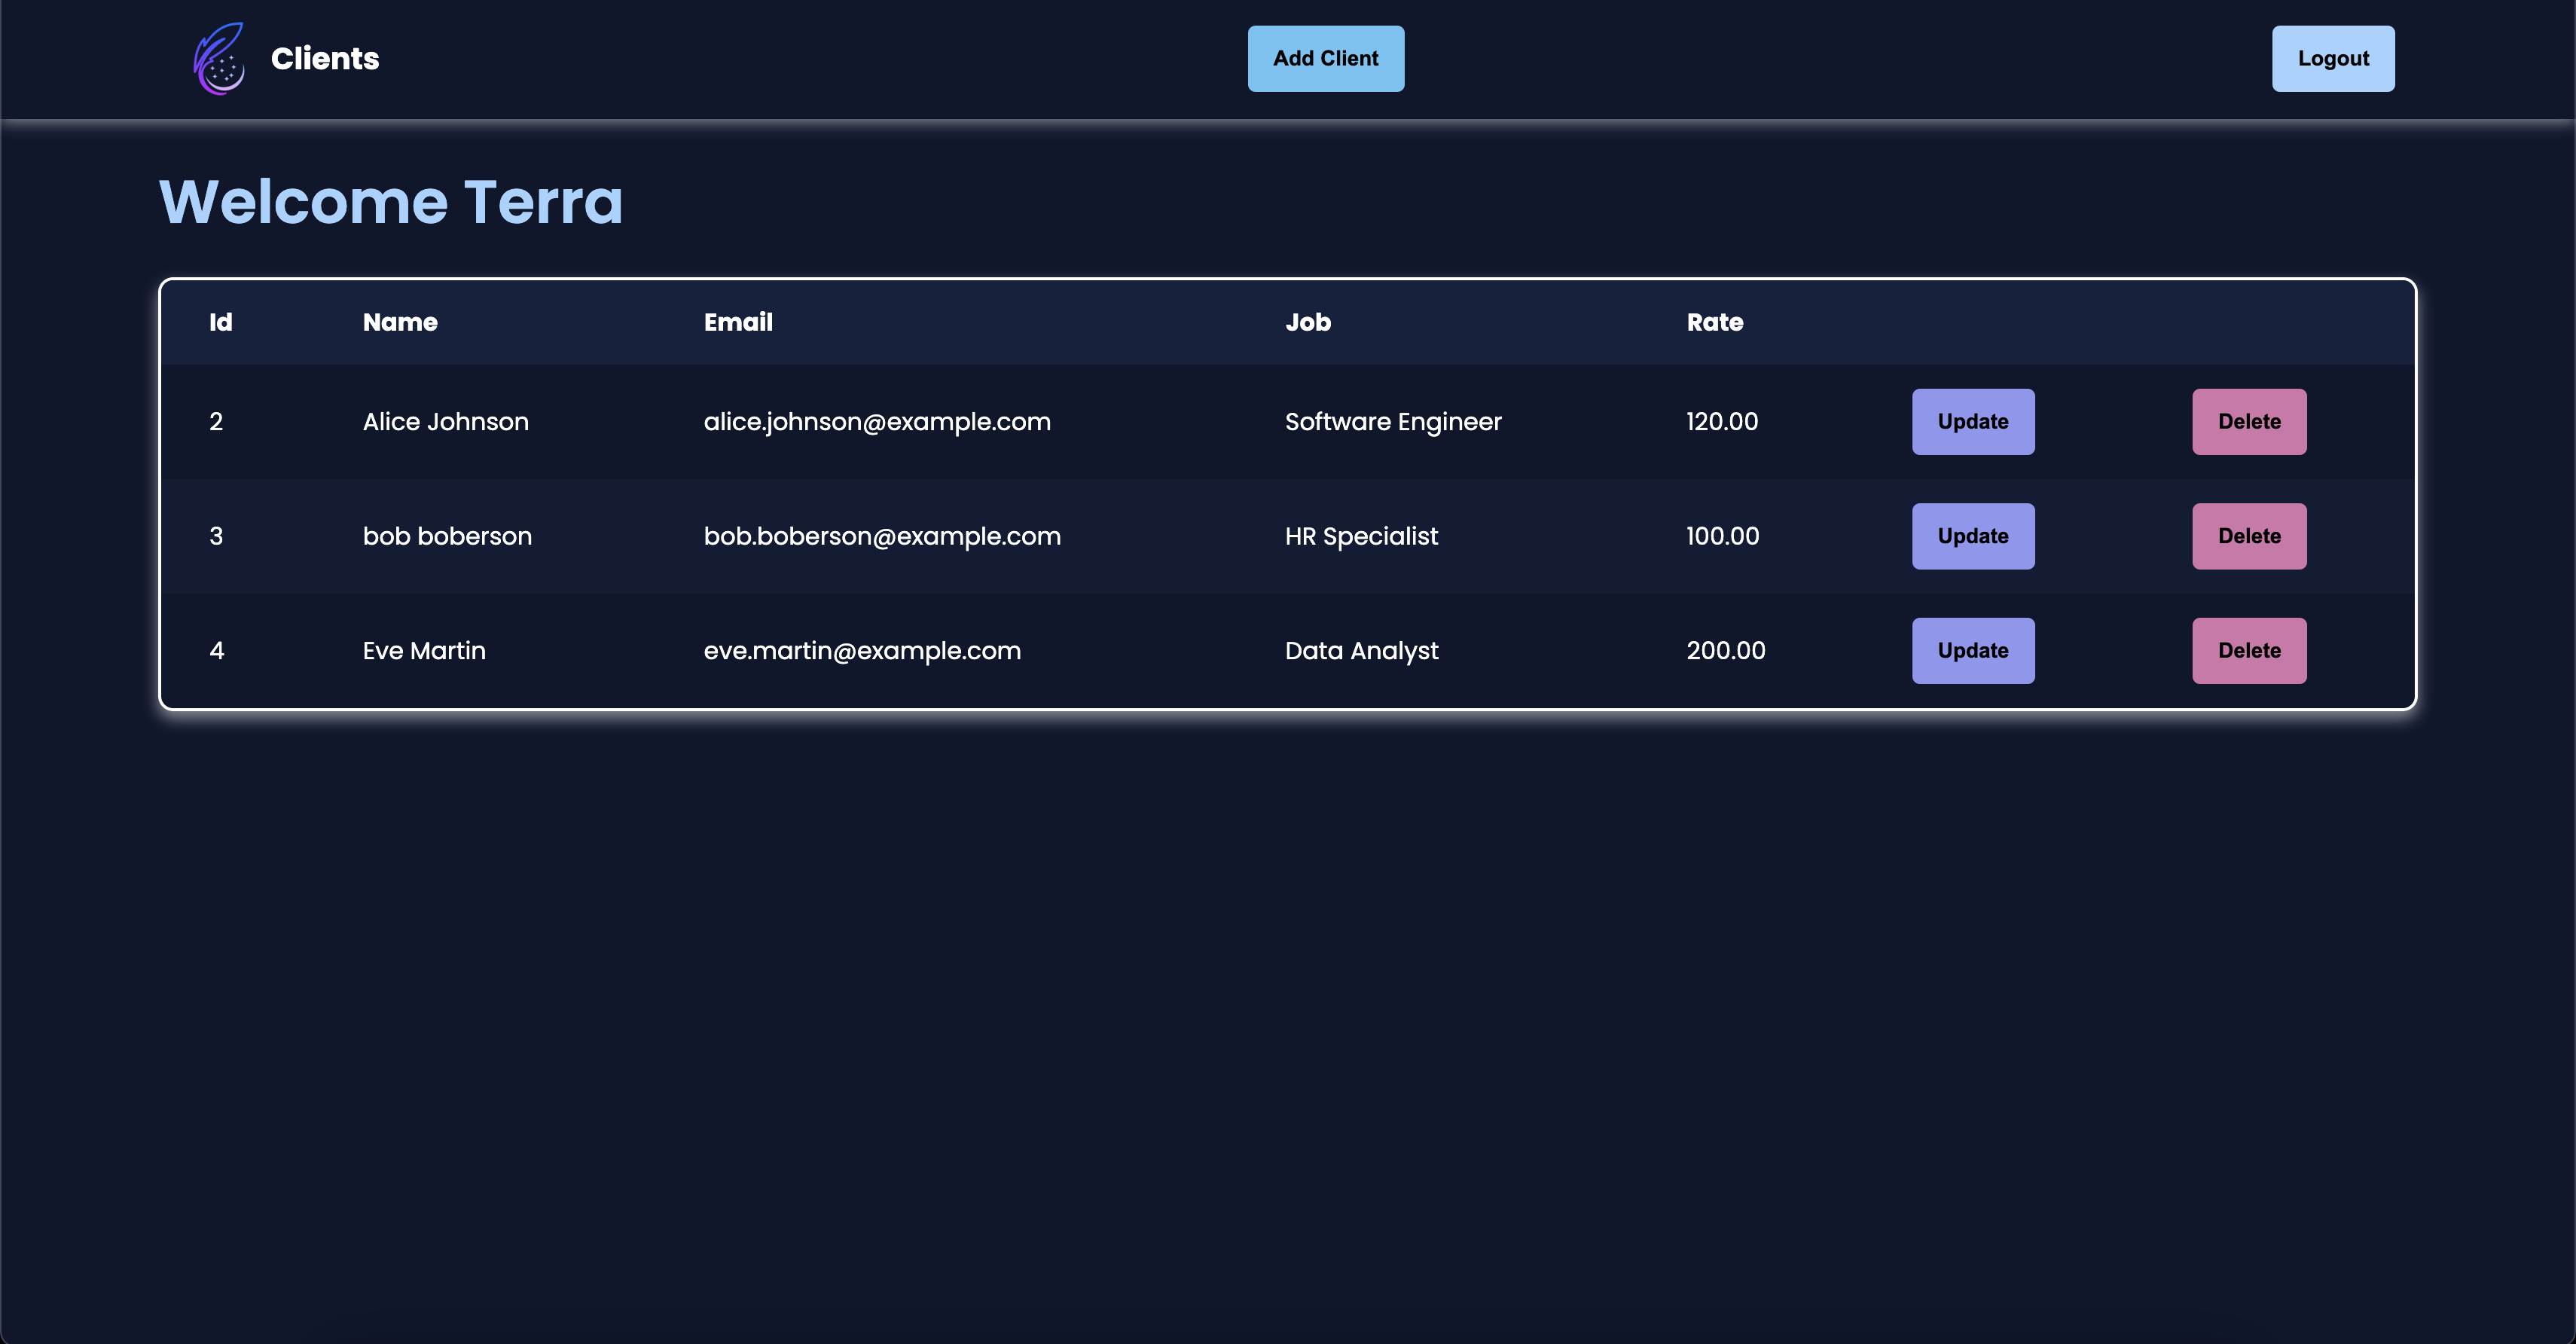 Clients Add Client Logout
Welcome Terra
Id Name Email Job Rate
2 Alice Johnson alice.johnson@example.com Software Engineer 120.00 Update Delete
3 bob boberson bob.boberson@example.com HR Specialist 100.00 Update Delete
4 Eve Martin eve.martin@example.com Data Analyst 200.00 Update Delete